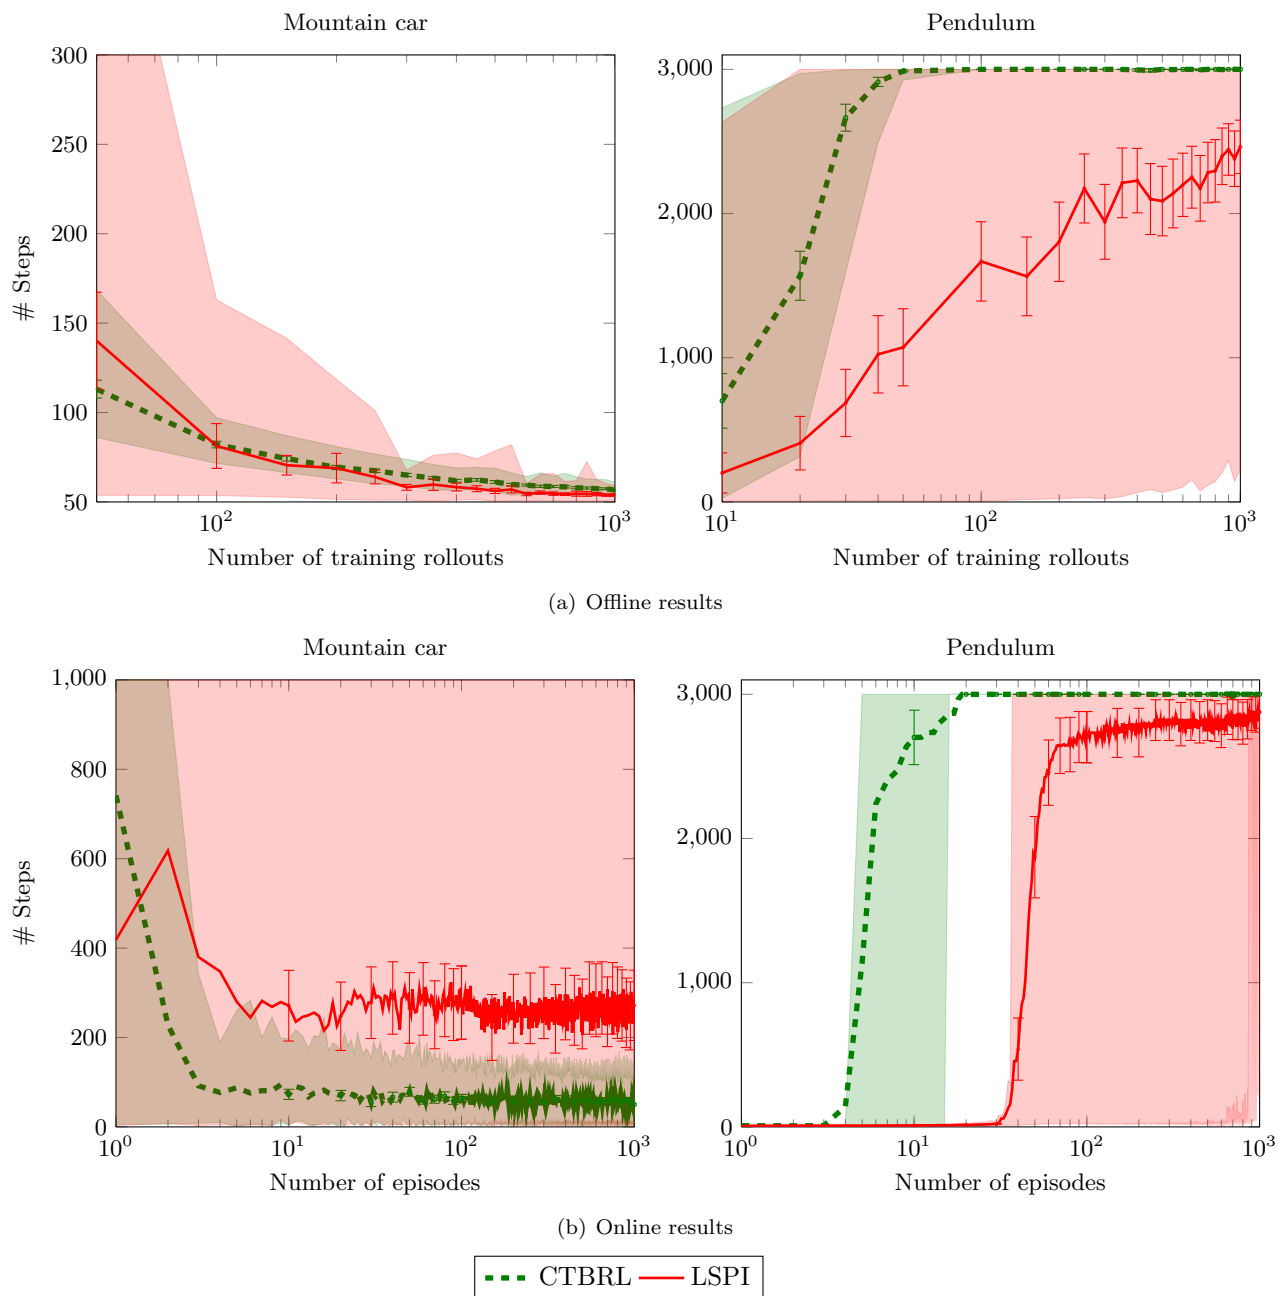 Mountain car
Pendulum
300
250
200
150
100
50
# Steps
10^2
10^3
Number of training rollouts
3,000
2,000
1,000
0
10^1
10^2
10^3
Number of training rollouts
(a) Offline results
Mountain car
Pendulum
1,000
800
600
400
200
0
# Steps
10^0
10^1
10^2
10^3
Number of episodes
3,000
2,000
1,000
0
10^0
10^1
10^2
10^3
Number of episodes
(b) Online results
CTBRL LSPI